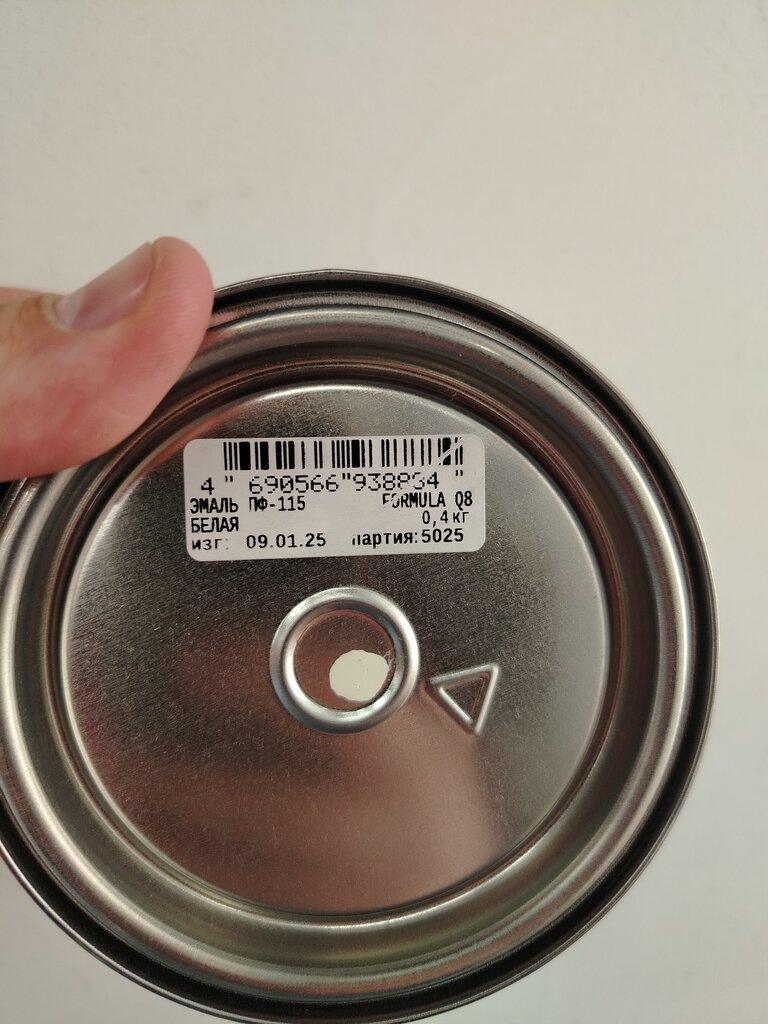 4 690566 938834
ЭМАЛЬ ПФ-115 FORMULA Q8
БЕЛАЯ 0,4 кг
изг: 09.01.25 партия:5025